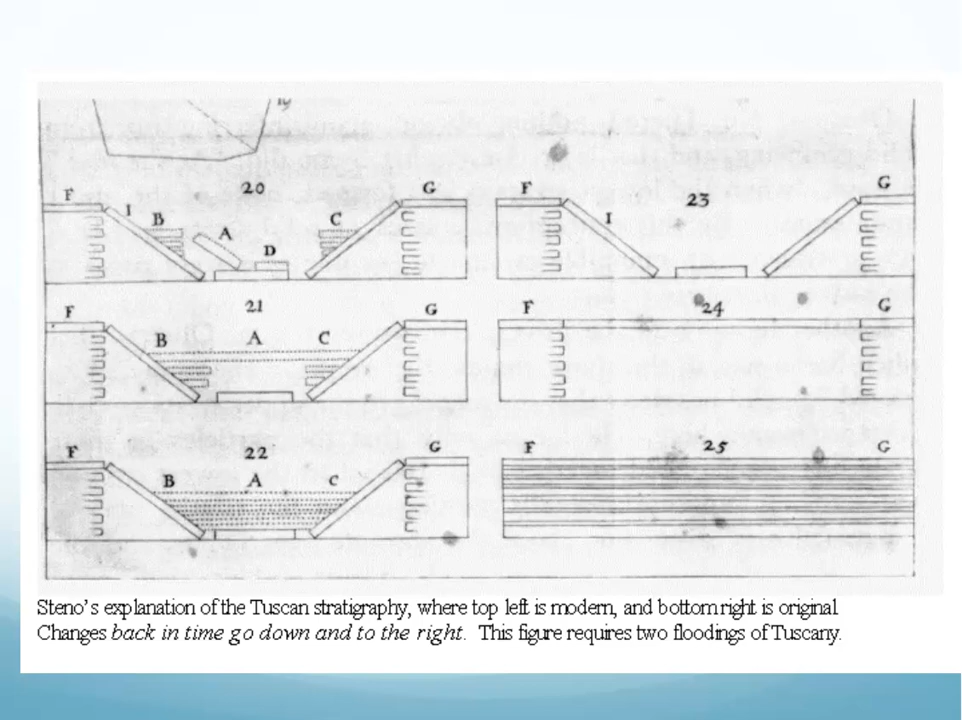 19
20
F I B A D C G
21
F B A C G
22
F B A C G
23
F I G
24
F G
25
F G
Steno's explanation of the Tuscan stratigraphy, where top left is modern, and bottom right is original.
Changes back in time go down and to the right. This figure requires two floodings of Tuscany.